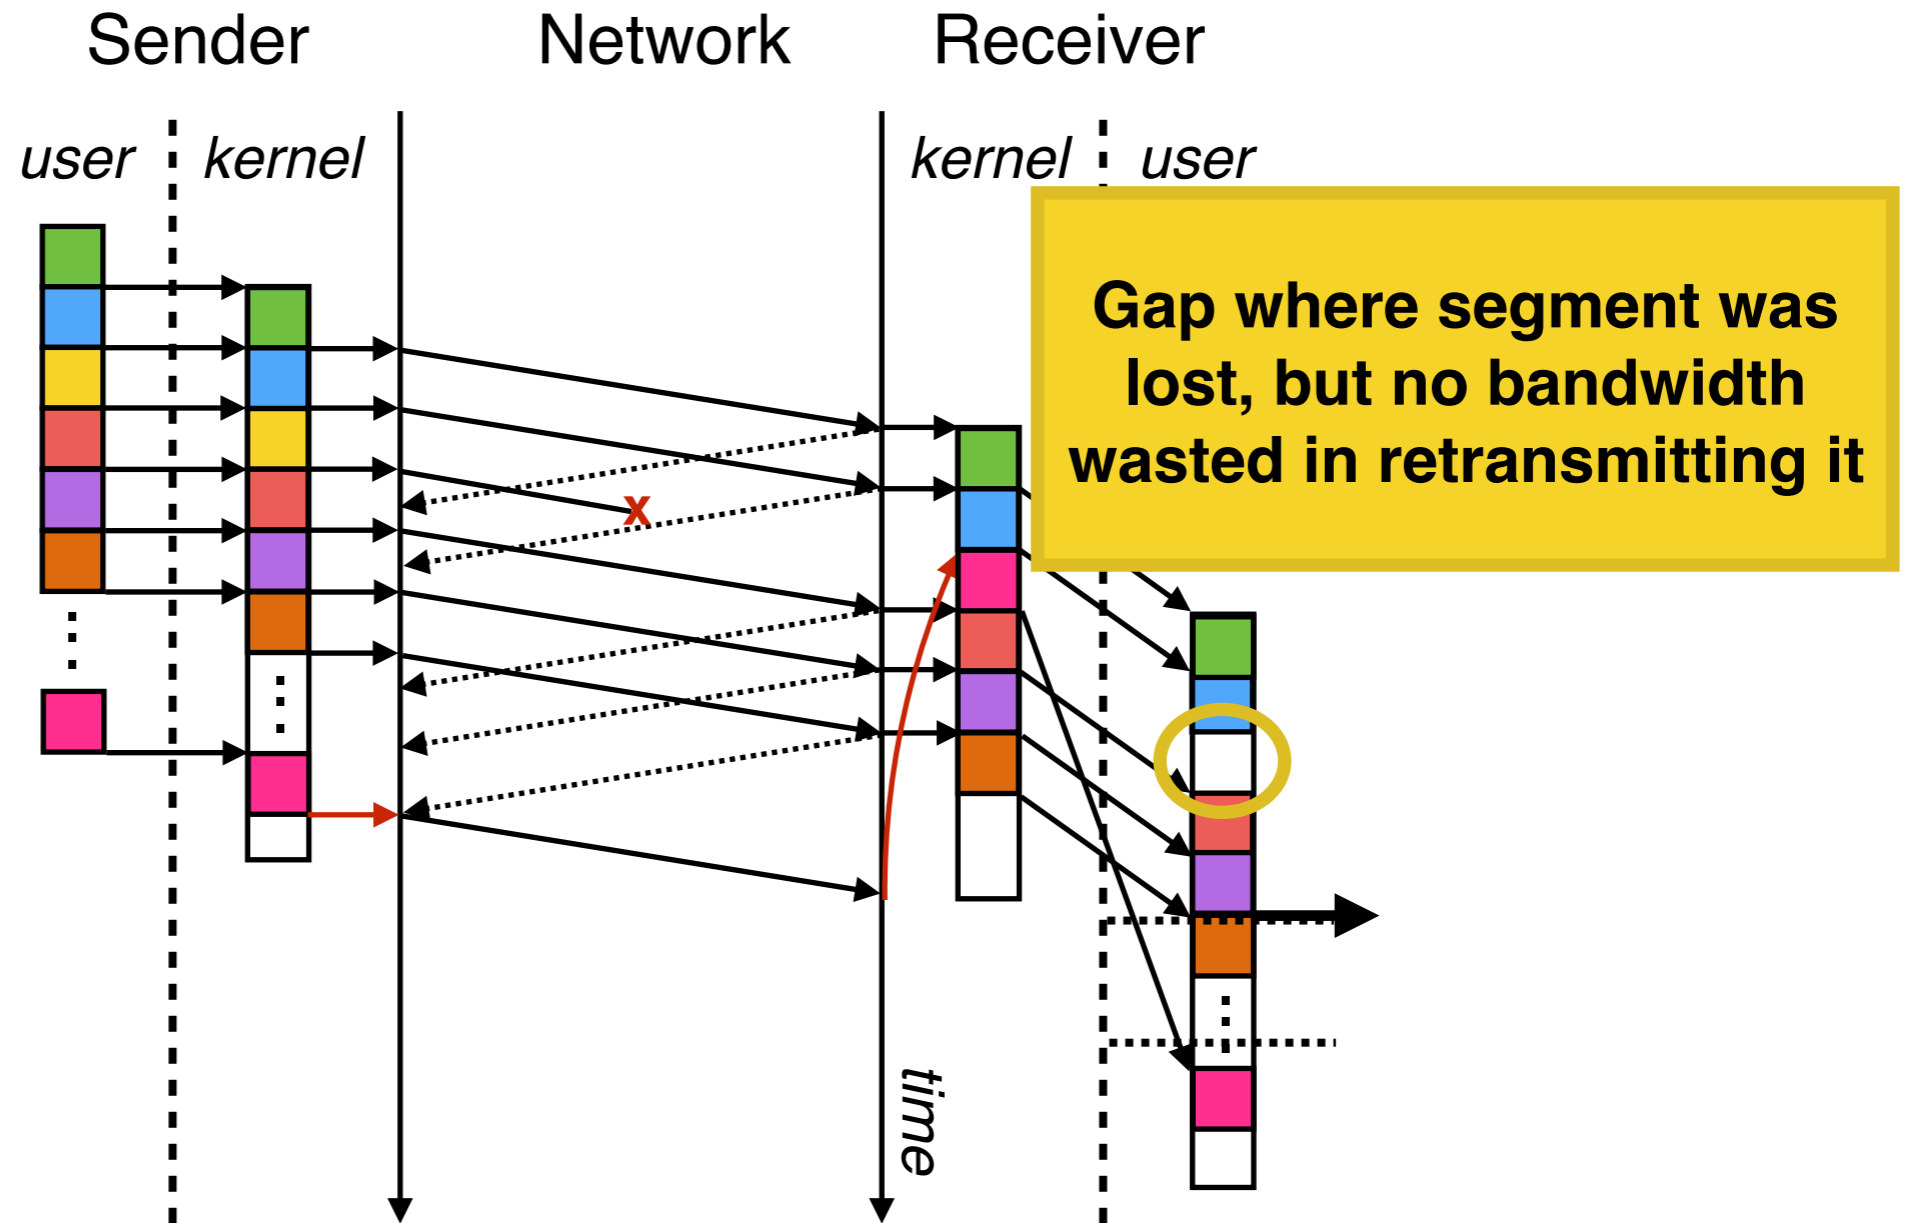 Sender Network Receiver
user kernel kernel user
Gap where segment was
lost, but no bandwidth
wasted in retransmitting it
x
time